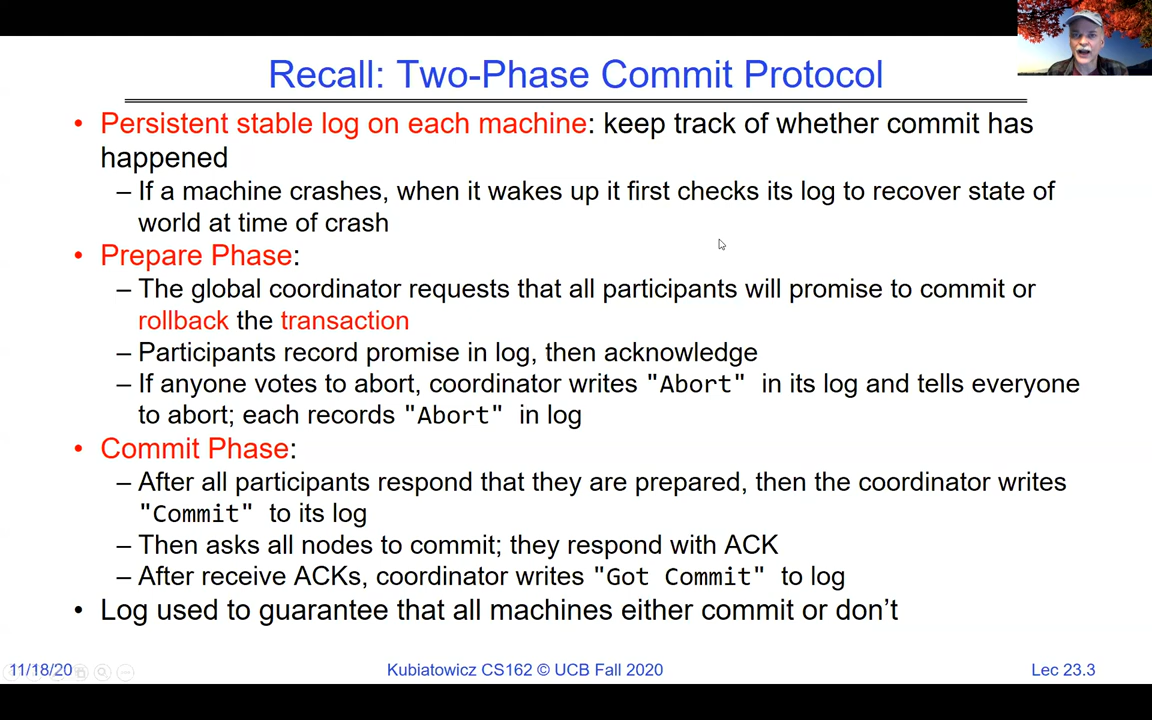 Recall: Two-Phase Commit Protocol
• Persistent stable log on each machine: keep track of whether commit has
happened
– If a machine crashes, when it wakes up it first checks its log to recover state of
world at time of crash
• Prepare Phase:
– The global coordinator requests that all participants will promise to commit or
rollback the transaction
– Participants record promise in log, then acknowledge
– If anyone votes to abort, coordinator writes "Abort" in its log and tells everyone
to abort; each records "Abort" in log
• Commit Phase:
– After all participants respond that they are prepared, then the coordinator writes
"Commit" to its log
– Then asks all nodes to commit; they respond with ACK
– After receive ACKs, coordinator writes "Got Commit" to log
• Log used to guarantee that all machines either commit or don’t
11/18/20 Kubiatowicz CS162 © UCB Fall 2020 Lec 23.3